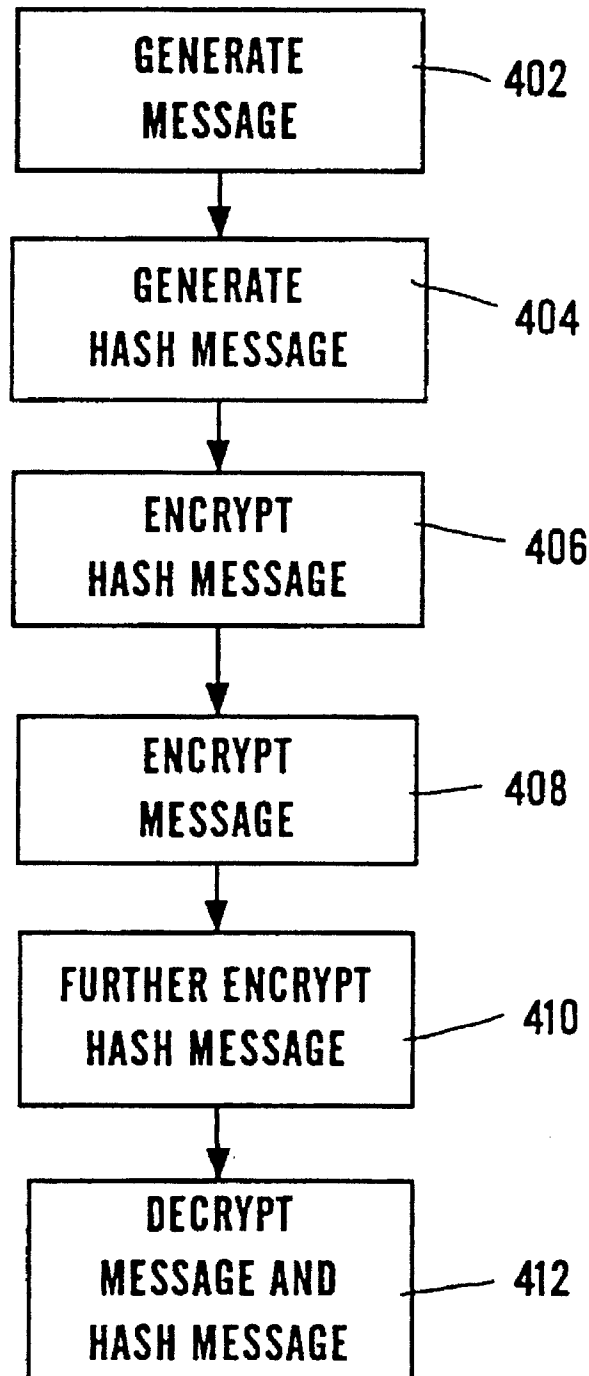 GENERATE
MESSAGE
402
GENERATE
HASH MESSAGE
404
ENCRYPT
HASH MESSAGE
406
ENCRYPT
MESSAGE
408
FURTHER ENCRYPT
HASH MESSAGE
410
DECRYPT
MESSAGE AND
HASH MESSAGE
412